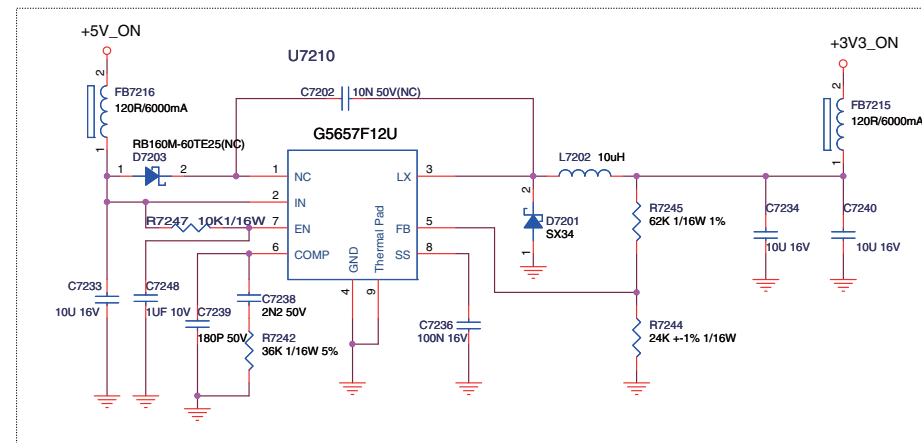 +5V_ON
+3V3_ON
U7210
2
FB7216
120R/6000mA
1
C7202
10N 50V(NC)
2
FB7215
120R/6000mA
1
G5657F12U
RB160M-60TE25(NC)
D7203
1
2
1
NC
LX
3
L7202
10uH
2
IN
R7247
10K1/16W
7
EN
FB
5
6
COMP
SS
8
GND
Thermal Pad
4
9
2
D7201
SX34
1
R7245
62K 1/16W 1%
C7234
10U 16V
C7240
10U 16V
C7233
10U 16V
C7248
1UF 10V
C7239
180P 50V
C7238
2N2 50V
R7242
36K 1/16W 5%
C7236
100N 16V
R7244
24K +-1% 1/16W